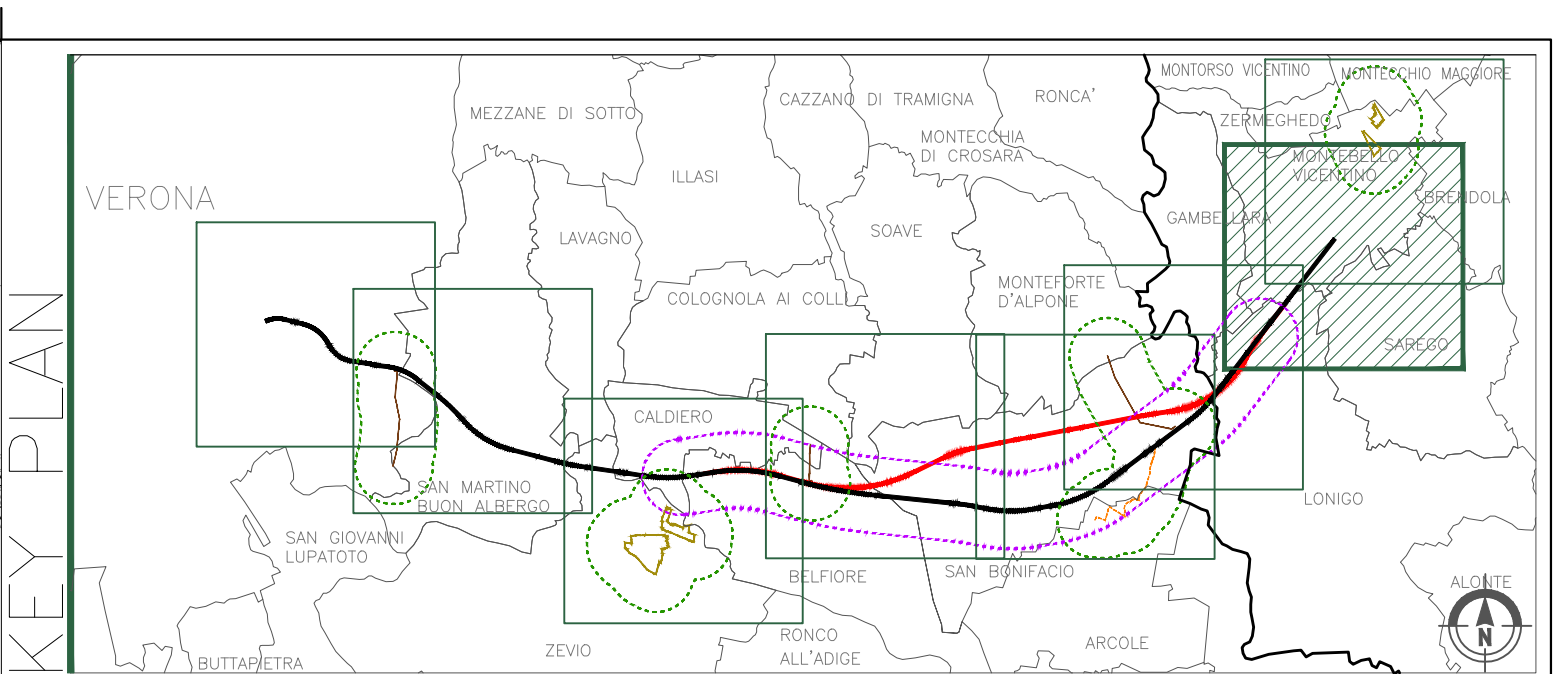 KEY PLAN
MONTORSO VICENTINO
MONTECCHIO MAGGIORE
MEZZANE DI SOTTO
CAZZANO DI TRAMIGNA
RONCA'
ZERMEGHEDO
MONTECCHIA
DI CROSARA
MONTEBELLO
VICENTINO
ILLASI
VERONA
BRENDOLA
GAMBELLARA
LAVAGNO
SOAVE
MONTEFORTE
D'ALPONE
COLOGNOLA AI COLLI
SAREGO
CALDIERO
SAN MARTINO
BUON ALBERGO
LONIGO
SAN GIOVANNI
LUPATOTO
BELFIORE
SAN BONIFACIO
ALONTE
RONCO
ALL'ADIGE
ARCOLE
N
ZEVIO
BUTTAPIETRA